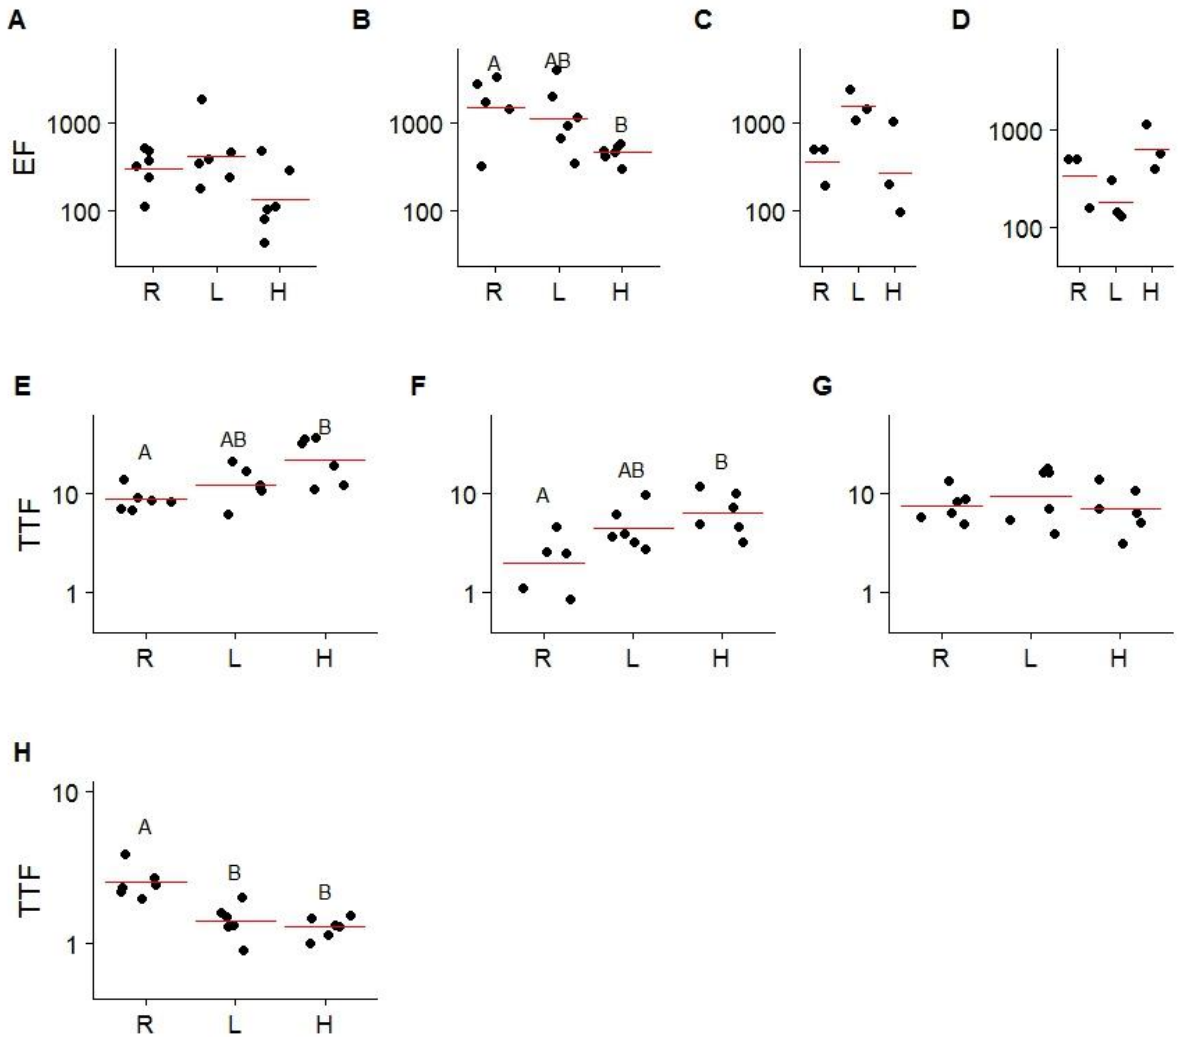 A B C D
A AB B
EF 1000 100 1000 100 1000 100 1000 100
R L H R L H R L H R L H
E F G
A AB B A AB B
TTF 10 1 10 1 10 1
R L H R L H R L H
H
10
A
B B
TTF
1
R L H